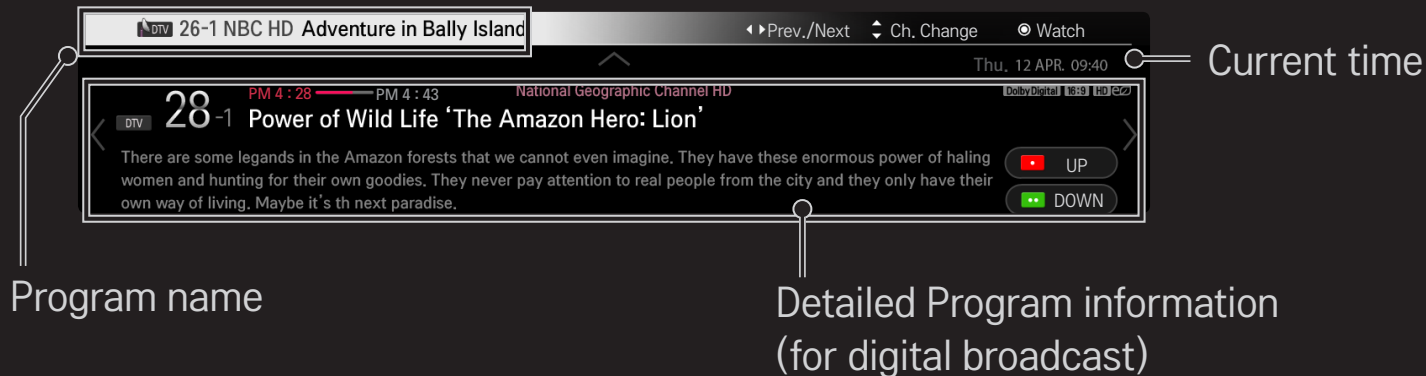 DTV 26-1 NBC HD Adventure in Bally Island
Prev./Next Ch. Change Watch
Thu. 12 APR. 09:40
Current time
PM 4 : 28 PM 4 : 43 National Geographic Channel HD Dolby Digital 16:9 HD
DTV 28-1 Power of Wild Life ‘The Amazon Hero: Lion’
There are some legands in the Amazon forests that we cannot even imagine. They have these enormous power of haling
women and hunting for their own goodies. They never pay attention to real people from the city and they only have their
own way of living. Maybe it’s th next paradise.
UP
DOWN
Program name
Detailed Program information
(for digital broadcast)